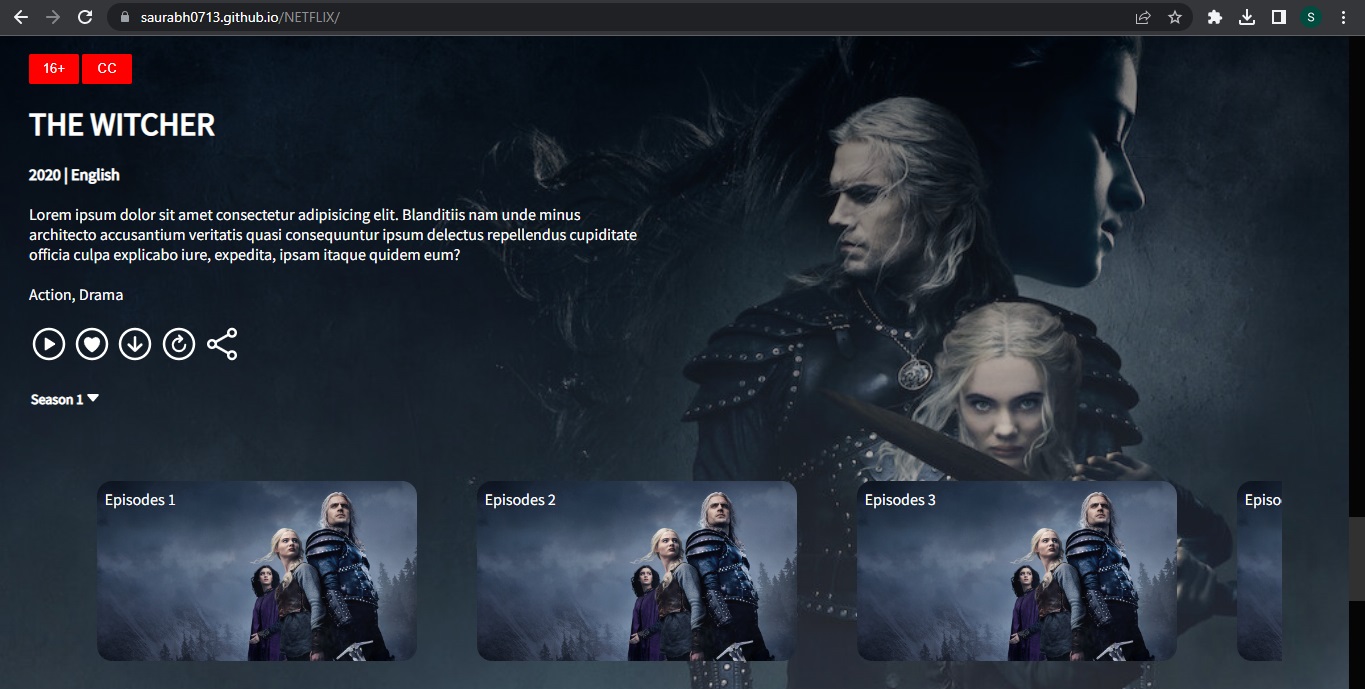 saurabh0713.github.io/NETFLIX/
S
16+ CC
THE WITCHER
2020 | English
Lorem ipsum dolor sit amet consectetur adipisicing elit. Blanditiis nam unde minus
architecto accusantium veritatis quasi consequuntur ipsum delectus repellendus cupiditate
officia culpa explicabo iure, expedita, ipsam itaque quidem eum?
Action, Drama
Season 1
Episodes 1
Episodes 2
Episodes 3
Episo